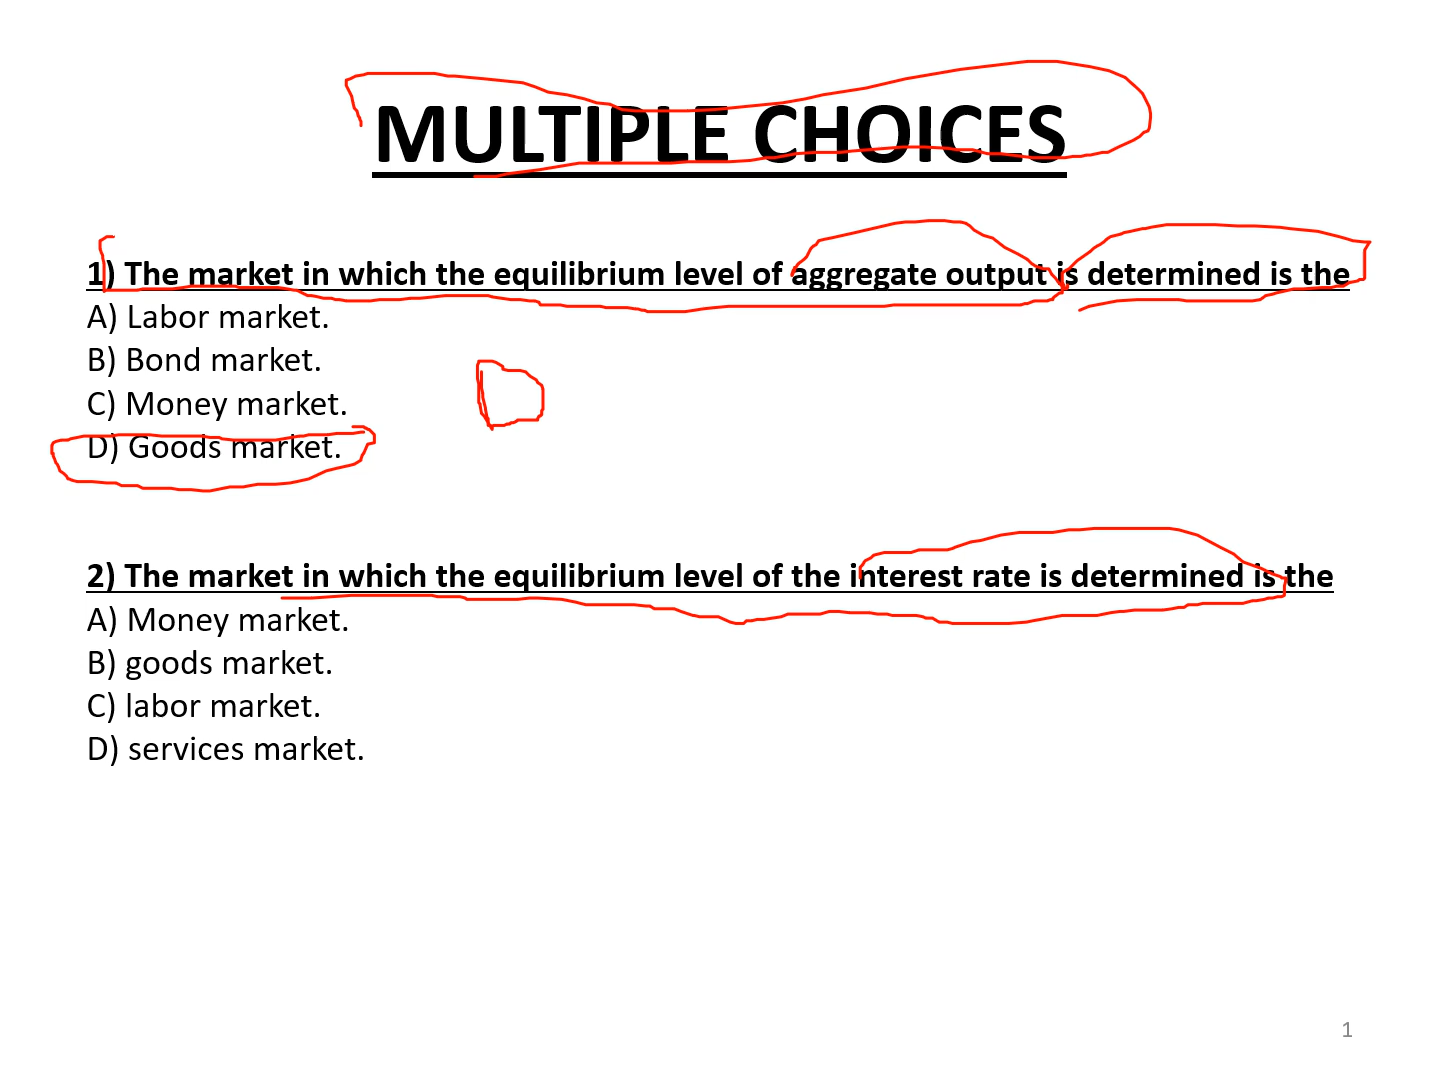 MULTIPLE CHOICES
1) The market in which the equilibrium level of aggregate output is determined is the
A) Labor market.
B) Bond market.
C) Money market.
D) Goods market.
D
2) The market in which the equilibrium level of the interest rate is determined is the
A) Money market.
B) goods market.
C) labor market.
D) services market.
1